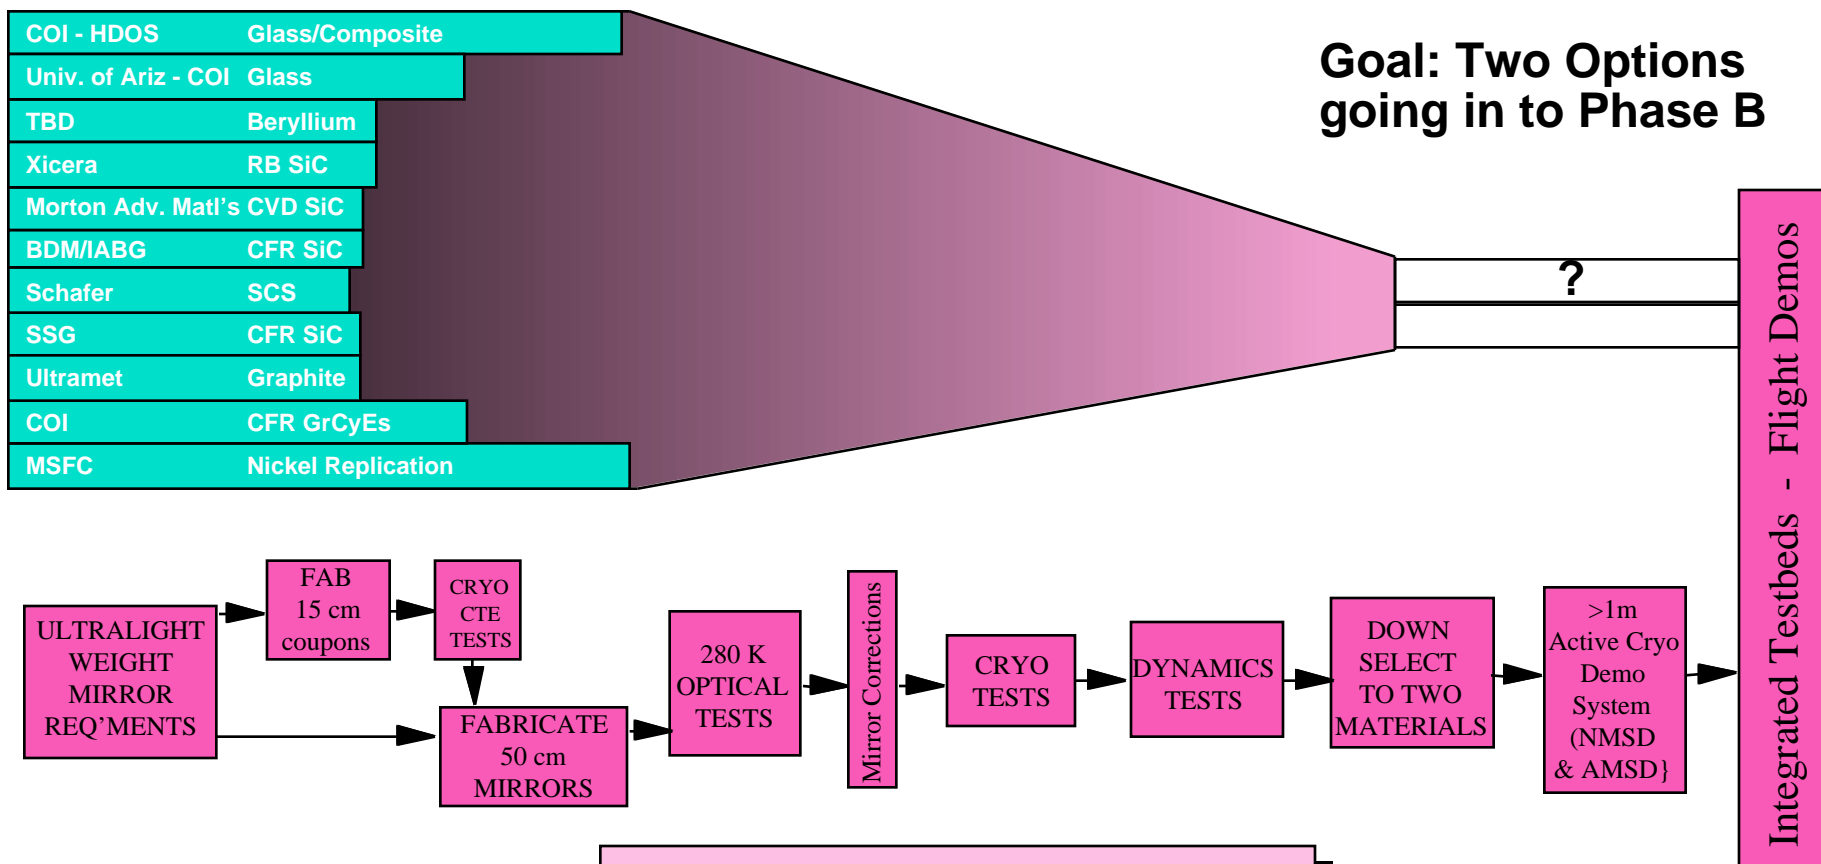 COI - HDOS Glass/Composite
Univ. of Ariz - COI Glass
TBD Beryllium
Xicera RB SiC
Morton Adv. Matl's CVD SiC
BDM/IABG CFR SiC
Schafer SCS
SSG CFR SiC
Ultramet Graphite
COI CFR GrCyEs
MSFC Nickel Replication
Goal: Two Options
going in to Phase B
?
Integrated Testbeds - Flight Demos
ULTRALIGHT
WEIGHT
MIRROR
REQ'MENTS
FAB
15 cm
coupons
CRYO
CTE
TESTS
FABRICATE
50 cm
MIRRORS
280 K
OPTICAL
TESTS
Mirror Corrections
CRYO
TESTS
DYNAMICS
TESTS
DOWN
SELECT
TO TWO
MATERIALS
>1m
Active Cryo
Demo
System
(NMSD
& AMSD}